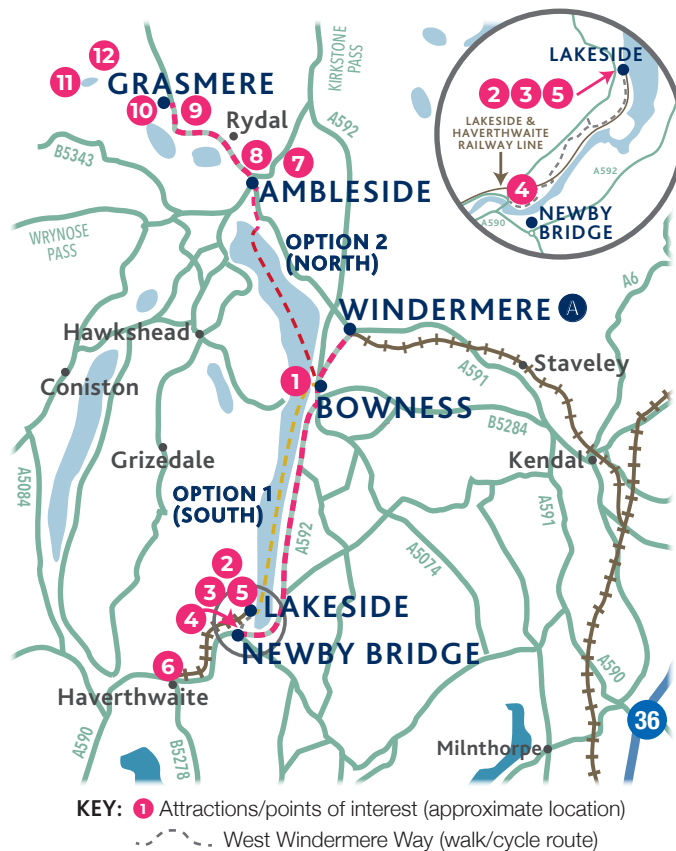 12
11
GRASMERE
10
9
Rydal
KIRKSTONE
PASS
A592
B5343
8
7
AMBLESIDE
WRYNOSE
PASS
OPTION 2
(NORTH)
LAKESIDE
2 3 5
LAKESIDE &
HAVERTHWAITE
RAILWAY LINE
A592
4
A590
NEWBY
BRIDGE
A6
WINDERMERE A
Hawkshead
Staveley
A591
Coniston
1
BOWNESS
B5284
Grizedale
Kendal
A5084
OPTION 1
(SOUTH)
A592
A591
A5074
2
3 5
LAKESIDE
4
NEWBY BRIDGE
6
Haverthwaite
A590
A590
B5278
36
Milnthorpe
KEY: 1 Attractions/points of interest (approximate location)
West Windermere Way (walk/cycle route)